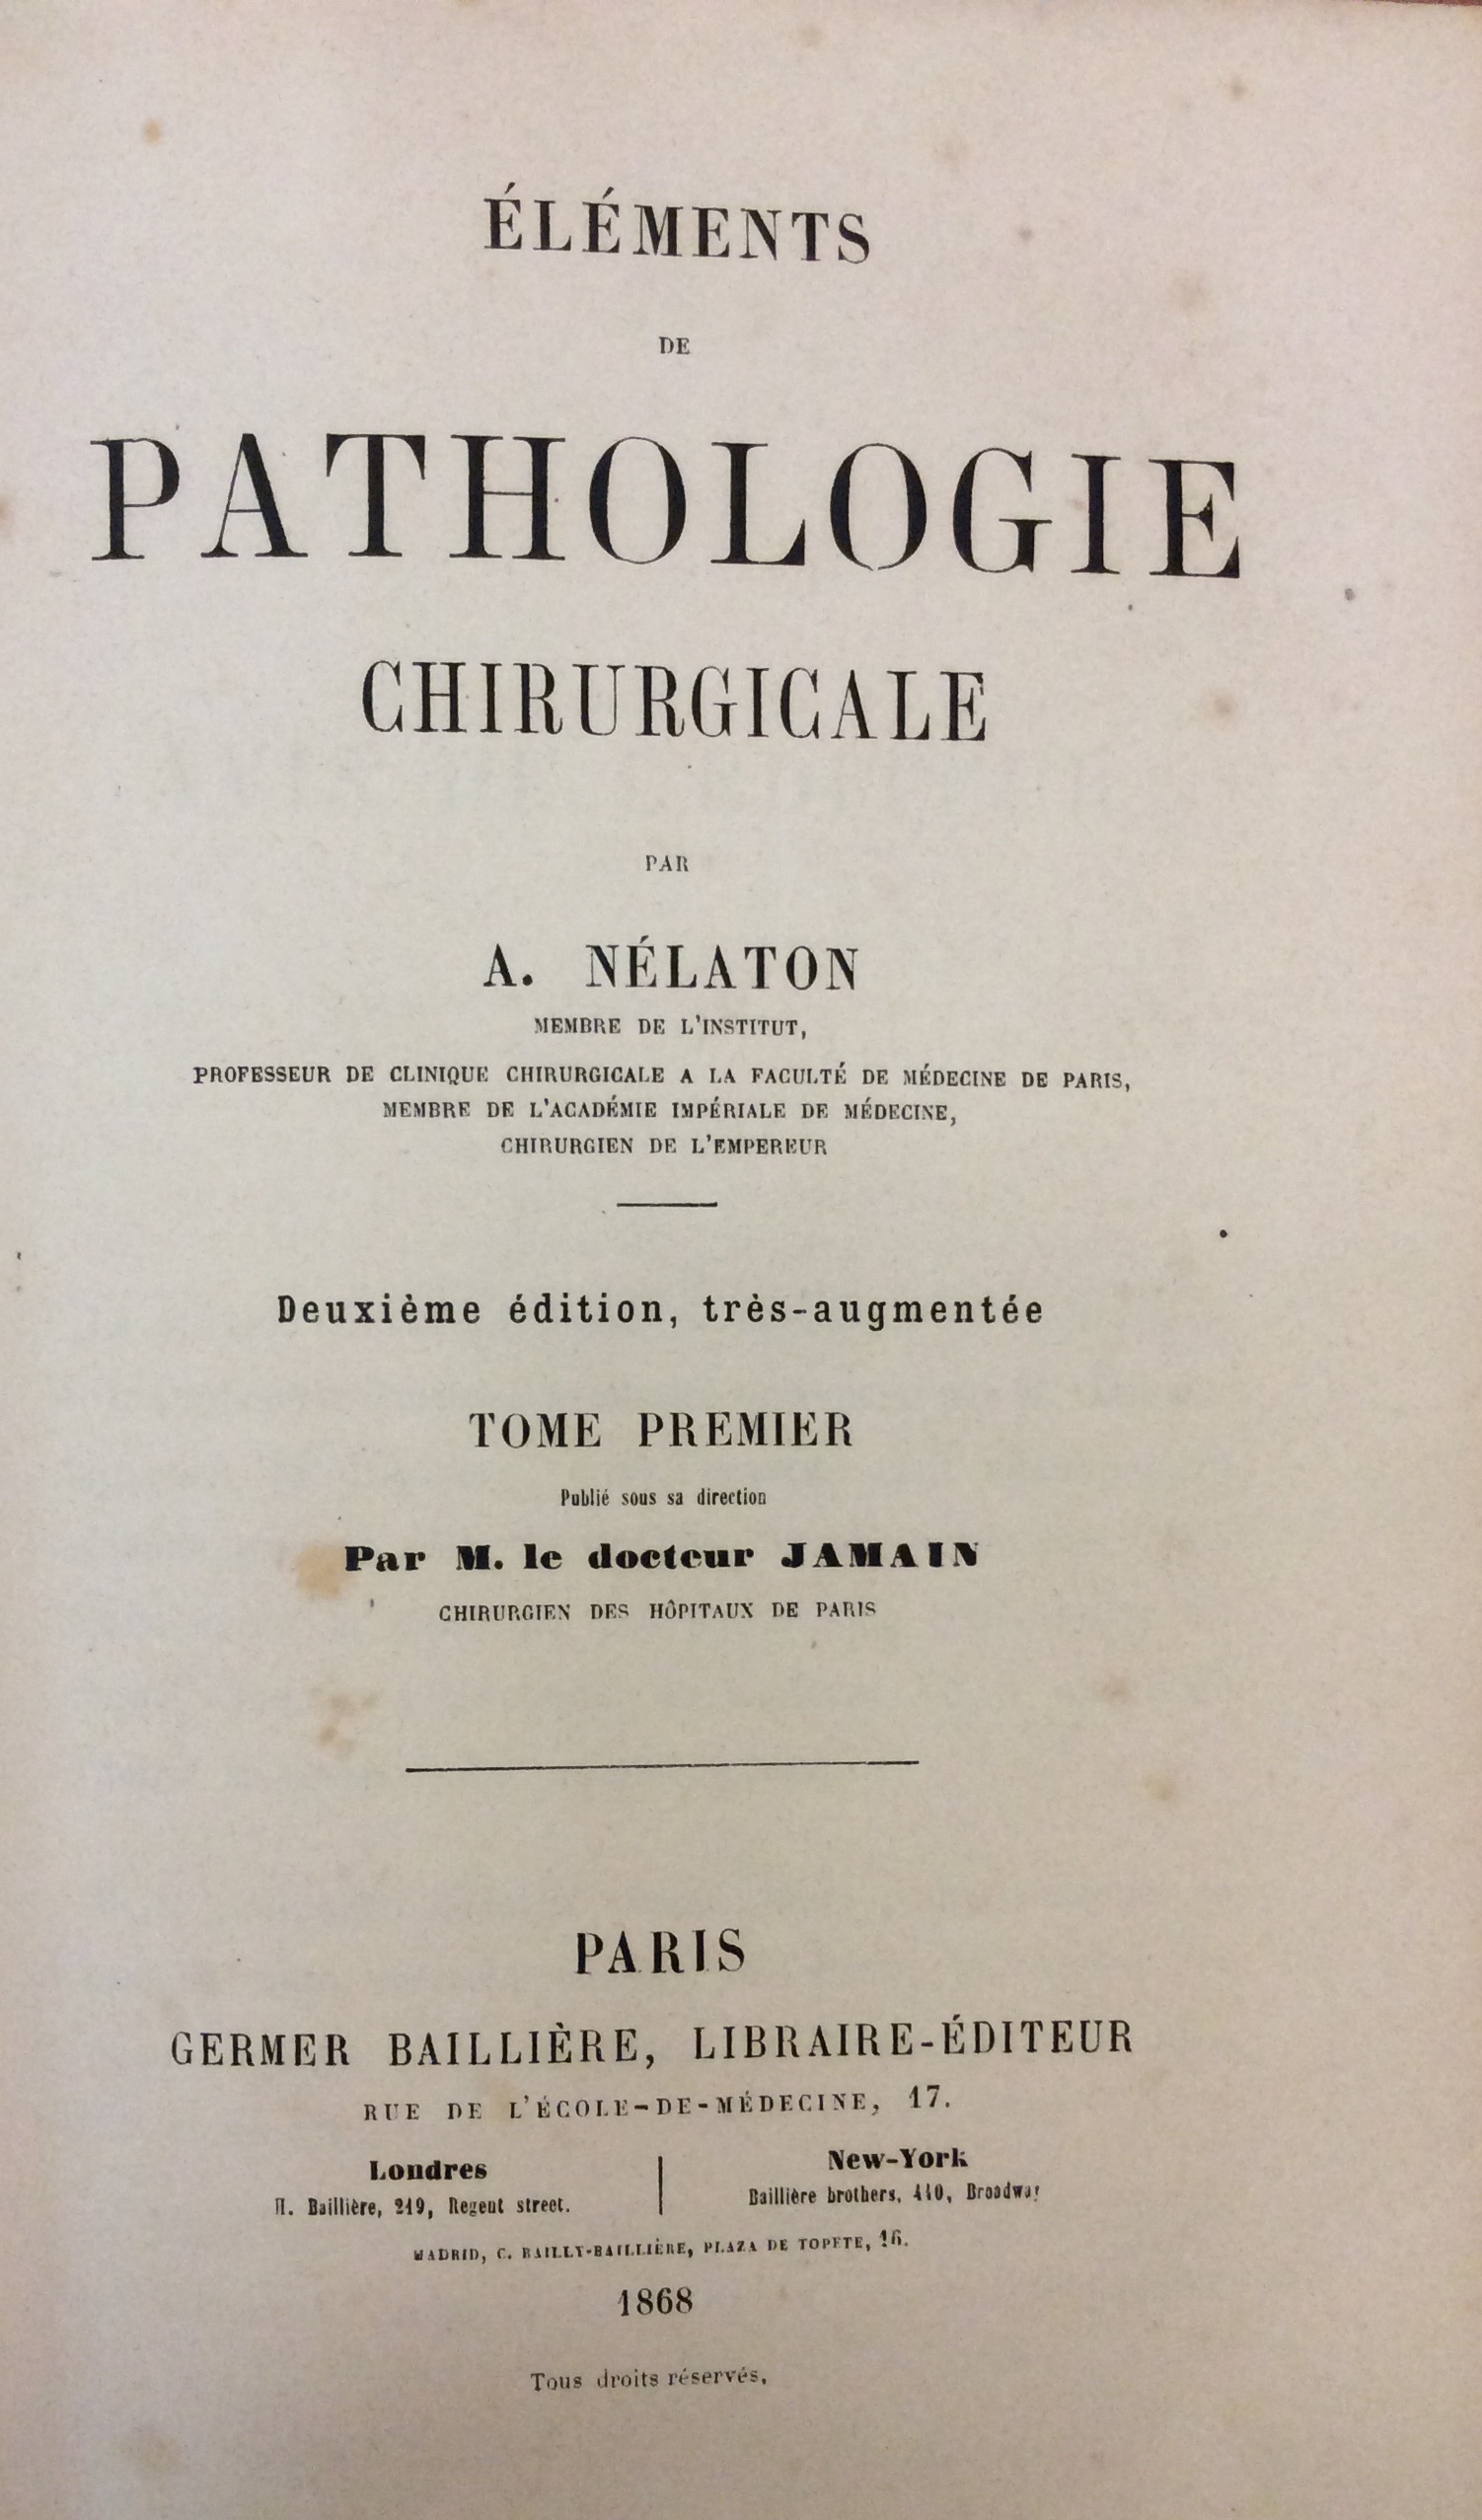 ÉLÉMENTS
DE
PATHOLOGIE
CHIRURGICALE
PAR
A. NÉLATON
MEMBRE DE L'INSTITUT,
PROFESSEUR DE CLINIQUE CHIRURGICALE A LA FACULTÉ DE MÉDECINE DE PARIS,
MEMBRE DE L'ACADÉMIE IMPÉRIALE DE MÉDECINE,
CHIRURGIEN DE L'EMPEREUR
Deuxième édition, très-augmentée
TOME PREMIER
Publié sous sa direction
Par M. le docteur JAMAIN
CHIRURGIEN DES HÔPITAUX DE PARIS
PARIS
GERMER BAILLIÈRE, LIBRAIRE-ÉDITEUR
RUE DE L'ÉCOLE-DE-MÉDECINE, 17.
Londres
H. Baillière, 219, Regent street.
New-York
Baillière brothers, 440, Broadway
MADRID, C. BAILLY-BAILLIÈRE, PLAZA DE TOPETE, 16.
1868
Tous droits réservés.